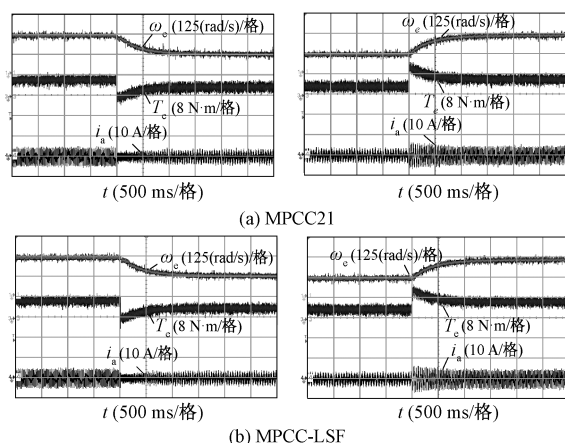 ωe (125(rad/s)/格)
Te (8 N·m/格)
ia (10 A/格)
t (500 ms/格)
ωe (125(rad/s)/格)
Te (8 N·m/格)
ia (10 A/格)
t (500 ms/格)
(a) MPCC21
ωe (125(rad/s)/格)
Te (8 N·m/格)
ia (10 A/格)
t (500 ms/格)
ωe (125(rad/s)/格)
Te (8 N·m/格)
ia (10 A/格)
t (500 ms/格)
(b) MPCC-LSF